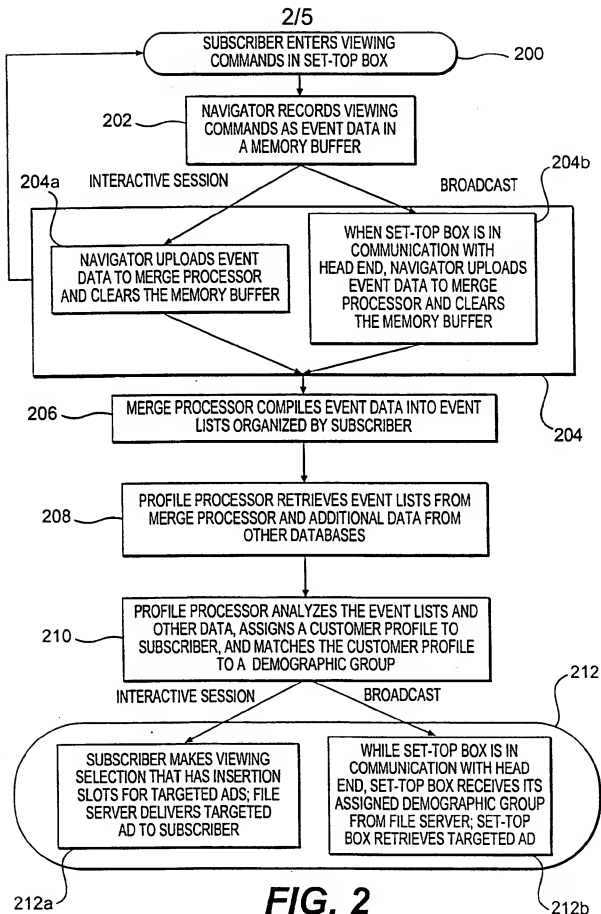 2/5
SUBSCRIBER ENTERS VIEWING
COMMANDS IN SET-TOP BOX
200
202
NAVIGATOR RECORDS VIEWING
COMMANDS AS EVENT DATA IN
A MEMORY BUFFER
204a
INTERACTIVE SESSION
BROADCAST
204b
NAVIGATOR UPLOADS EVENT
DATA TO MERGE PROCESSOR
AND CLEARS THE MEMORY BUFFER
WHEN SET-TOP BOX IS IN
COMMUNICATION WITH
HEAD END, NAVIGATOR UPLOADS
EVENT DATA TO MERGE
PROCESSOR AND CLEARS
THE MEMORY BUFFER
204
206
MERGE PROCESSOR COMPILES EVENT DATA INTO EVENT
LISTS ORGANIZED BY SUBSCRIBER
208
PROFILE PROCESSOR RETRIEVES EVENT LISTS FROM
MERGE PROCESSOR AND ADDITIONAL DATA FROM
OTHER DATABASES
210
PROFILE PROCESSOR ANALYZES THE EVENT LISTS AND
OTHER DATA, ASSIGNS A CUSTOMER PROFILE TO
SUBSCRIBER, AND MATCHES THE CUSTOMER PROFILE
TO A DEMOGRAPHIC GROUP
INTERACTIVE SESSION
BROADCAST
212
SUBSCRIBER MAKES VIEWING
SELECTION THAT HAS INSERTION
SLOTS FOR TARGETED ADS; FILE
SERVER DELIVERS TARGETED
AD TO SUBSCRIBER
WHILE SET-TOP BOX IS IN
COMMUNICATION WITH HEAD
END, SET-TOP BOX RECEIVES ITS
ASSIGNED DEMOGRAPHIC GROUP
FROM FILE SERVER; SET-TOP
BOX RETRIEVES TARGETED AD
212a
FIG. 2
212b